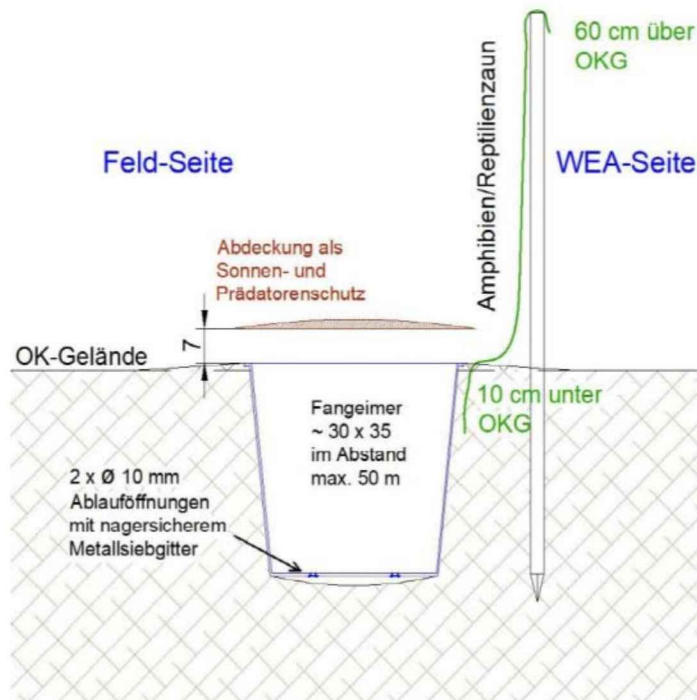 60 cm über
OKG
Amphibien/Reptilienzaun
Feld-Seite
WEA-Seite
Abdeckung als
Sonnen- und
Prädatorenschutz
7
OK-Gelände
10 cm unter
OKG
Fangeimer
~ 30 x 35
im Abstand
max. 50 m
2 x Ø 10 mm
Ablauföffnungen
mit nagersicherem
Metallsiebgitter